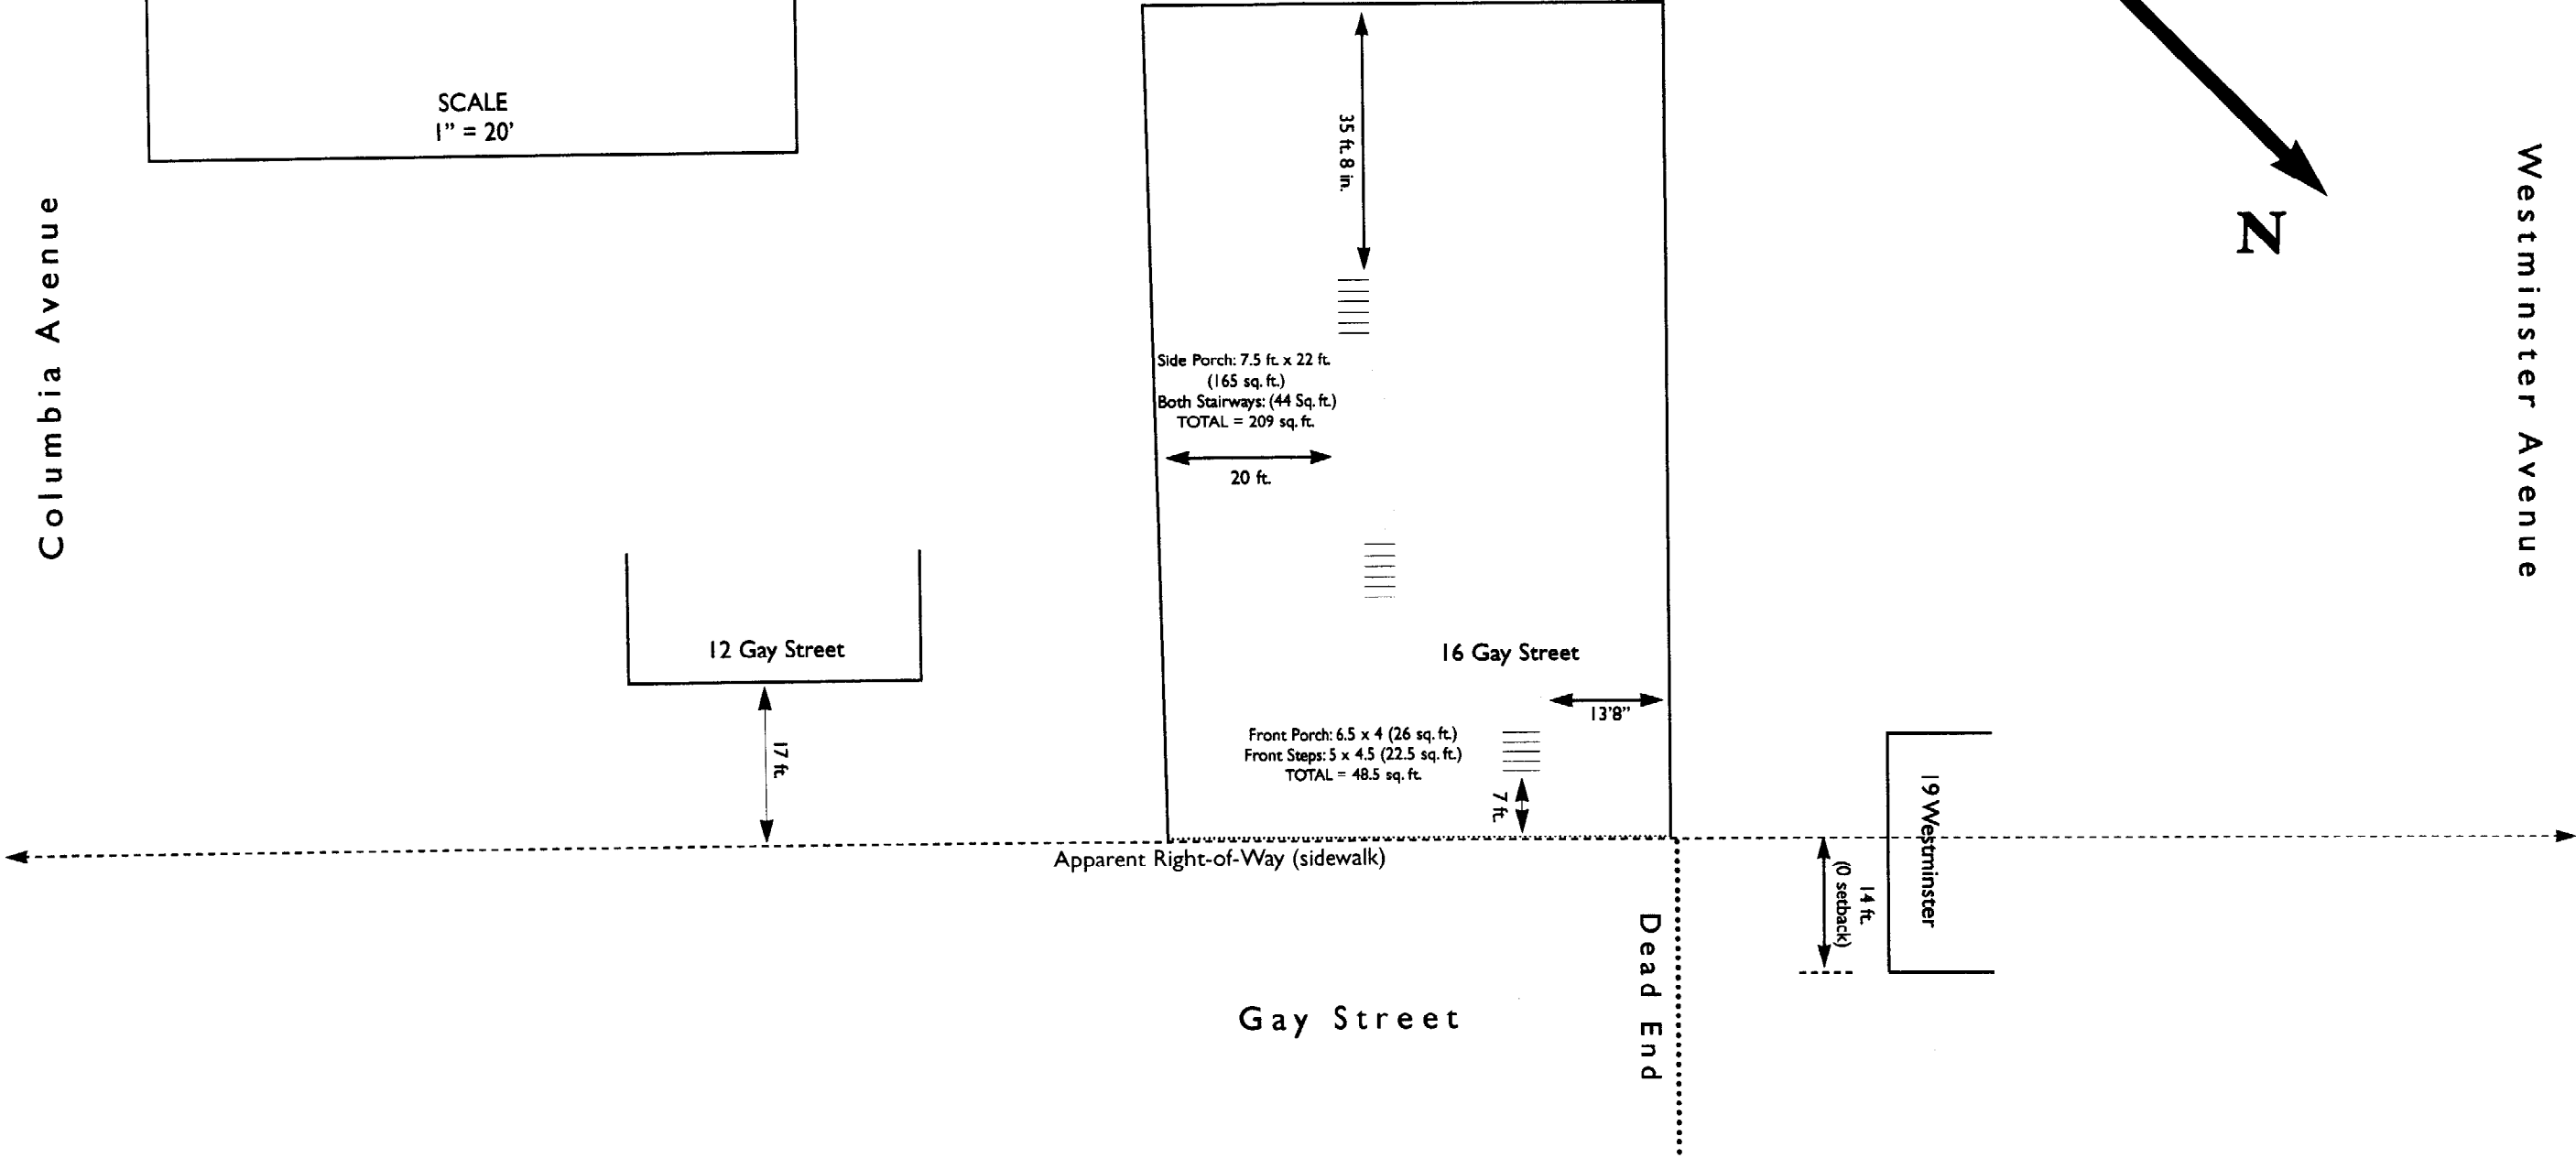 SCALE
1" = 20'
Columbia Avenue
35 ft. 8 in.
N
Westminster Avenue
Side Porch: 7.5 ft. x 22 ft.
(165 sq. ft.)
Both Stairways: (44 Sq. ft.)
TOTAL = 209 sq. ft.
20 ft.
12 Gay Street
17 ft.
16 Gay Street
13'8"
Front Porch: 6.5 x 4 (26 sq. ft.)
Front Steps: 5 x 4.5 (22.5 sq. ft.)
TOTAL = 48.5 sq. ft.
7 ft.
19 Westminster
Apparent Right-of-Way (sidewalk)
14 ft.
(0 setback)
Dead End
Gay Street